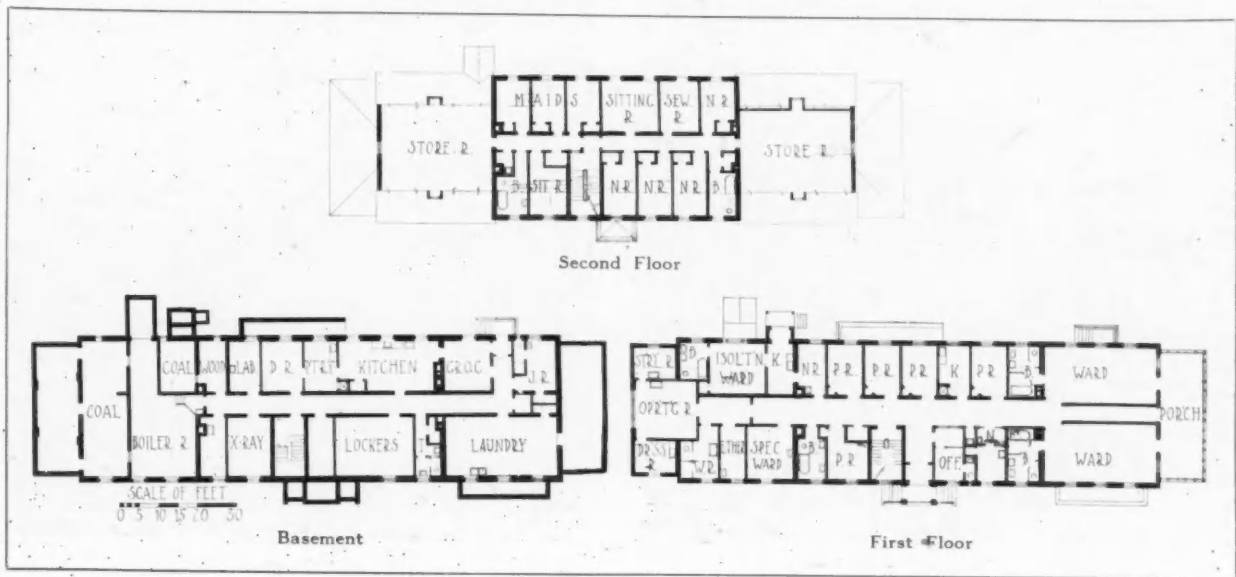 M A I D S
SITTING R.
SEW. R.
N.R.
STORE R.
STORE R.
B.
SIT R.
N.R.
N.R.
N.R.
B.
Second Floor
COAL
WOOD
LAB.
D.R.
PTRY
KITCHEN
GROC
J.R.
COAL
BOILER R.
X-RAY
LOCKERS
T.
LAUNDRY
SCALE OF FEET
0 5 10 15 20 30
Basement
STRL. R.
B.
ISOL'T'N WARD
K
N.R.
P.R.
P.R.
P.R.
K
P.R.
B.
WARD
OPRT'G R.
PORCH
DRSS R.
W.R.
ETHER
SPEC. WARD
B.
P.R.
OFF.
N.
B.
WARD
First Floor